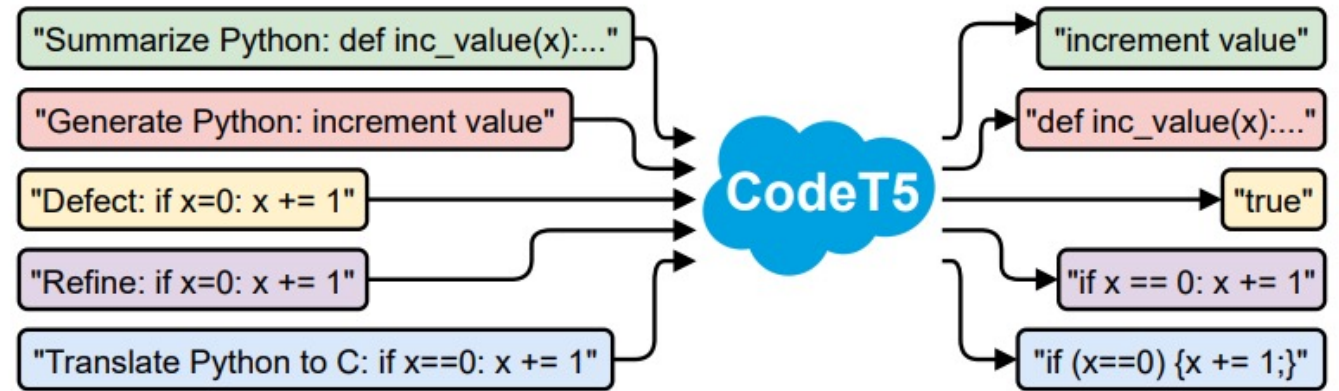 "Summarize Python: def inc_value(x):..."
"Generate Python: increment value"
"Defect: if x=0: x += 1"
"Refine: if x=0: x += 1"
"Translate Python to C: if x==0: x += 1"
CodeT5
"increment value"
"def inc_value(x):..."
"true"
"if x == 0: x += 1"
"if (x==0) {x += 1;}"